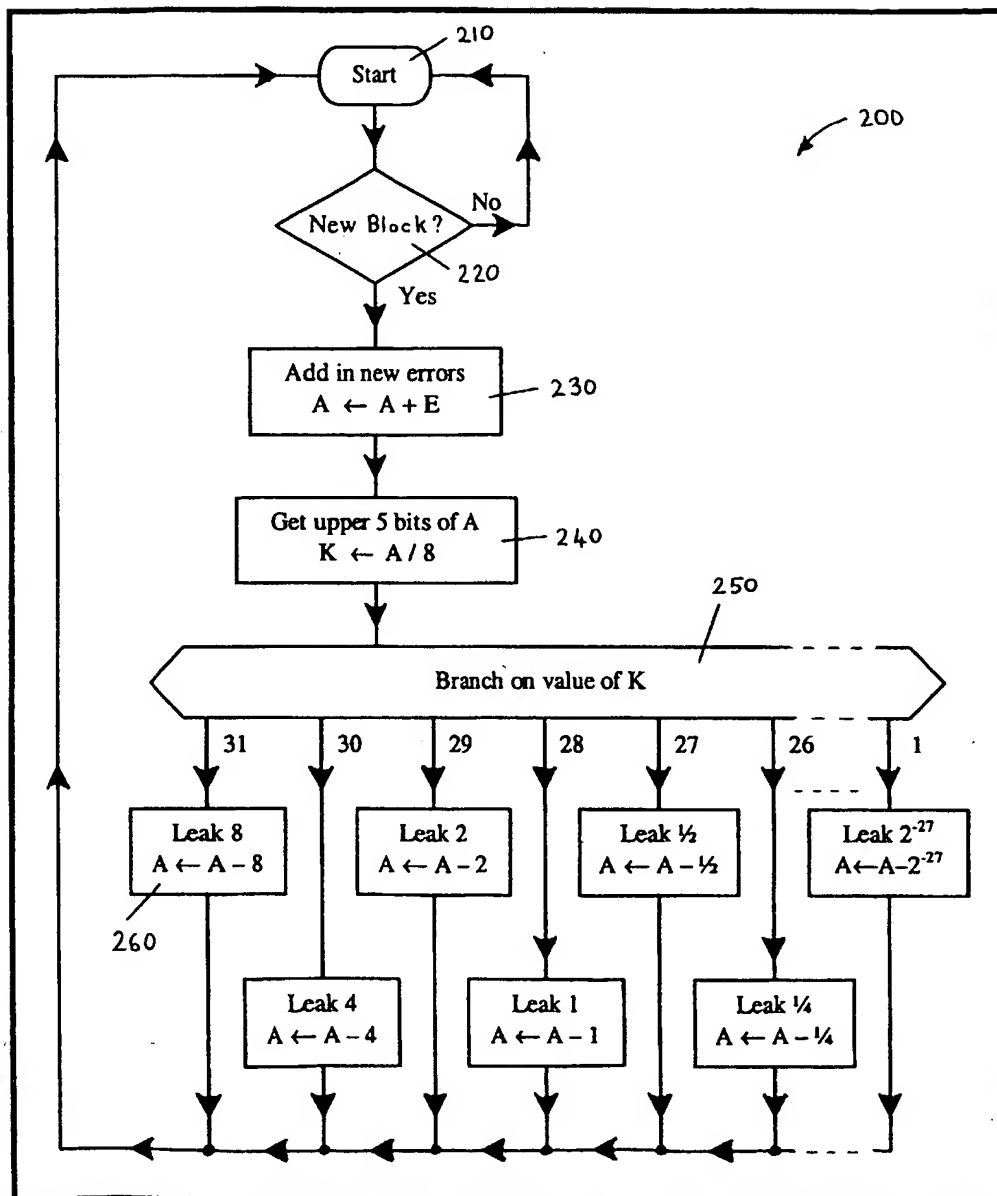 210
Start
200
No
New Block?
220
Yes
Add in new errors
A ← A + E
230
Get upper 5 bits of A
K ← A / 8
240
250
Branch on value of K
31
30
29
28
27
26
1
Leak 8
A ← A – 8
Leak 2
A ← A – 2
Leak ½
A ← A – ½
Leak 2⁻²⁷
A←A–2⁻²⁷
260
Leak 4
A ← A – 4
Leak 1
A ← A – 1
Leak ¼
A ← A – ¼